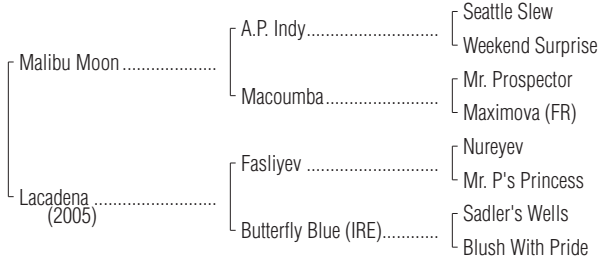 Seattle Slew
A.P. Indy
Weekend Surprise
Malibu Moon
Mr. Prospector
Macoumba
Maximova (FR)
Nureyev
Fasliyev
Mr. P's Princess
Lacadena
(2005)
Sadler's Wells
Butterfly Blue (IRE)
Blush With Pride